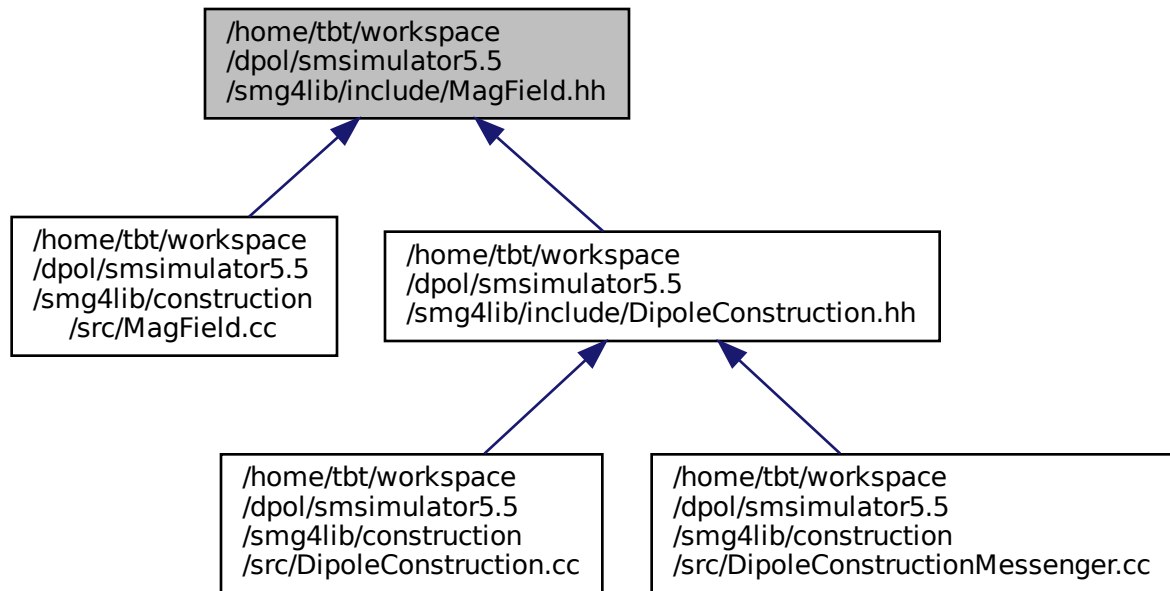 /home/tbt/workspace
/dpol/smsimulator5.5
/smg4lib/include/MagField.hh
/home/tbt/workspace
/dpol/smsimulator5.5
/smg4lib/construction
/src/MagField.cc
/home/tbt/workspace
/dpol/smsimulator5.5
/smg4lib/include/DipoleConstruction.hh
/home/tbt/workspace
/dpol/smsimulator5.5
/smg4lib/construction
/src/DipoleConstruction.cc
/home/tbt/workspace
/dpol/smsimulator5.5
/smg4lib/construction
/src/DipoleConstructionMessenger.cc